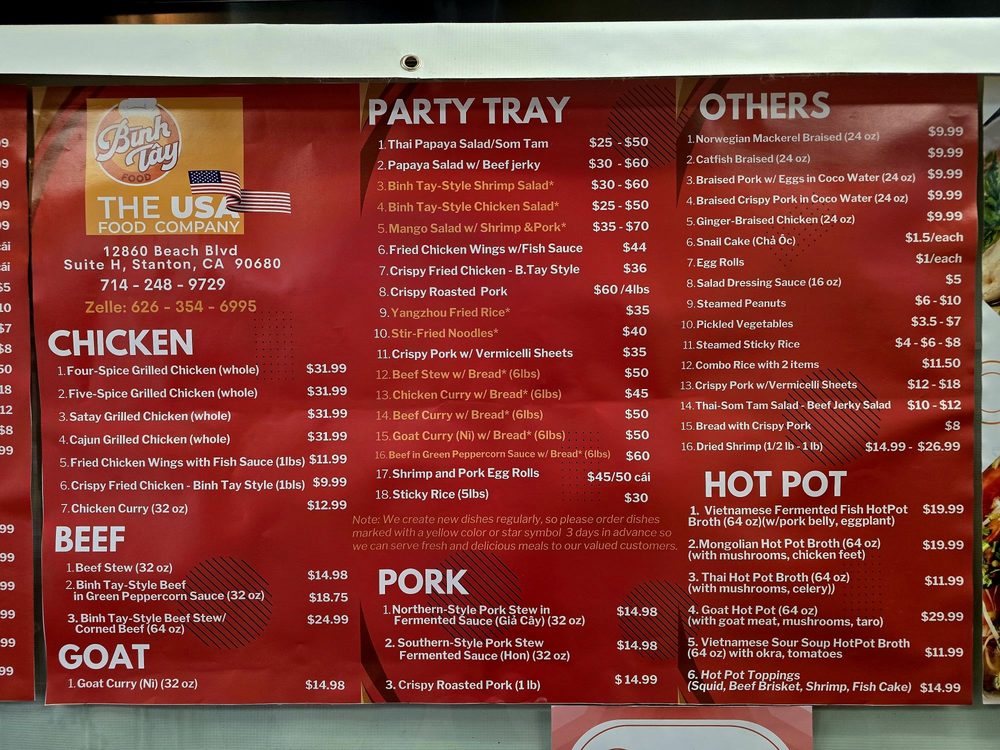 Bình
Tây
FOOD
THE USA
FOOD COMPANY
12860 Beach Blvd
Suite H, Stanton, CA 90680
714 - 248 - 9729
Zelle: 626 - 354 - 6995
CHICKEN
1.Four-Spice Grilled Chicken (whole) $31.99
2.Five-Spice Grilled Chicken (whole) $31.99
3.Satay Grilled Chicken (whole) $31.99
4.Cajun Grilled Chicken (whole) $31.99
5.Fried Chicken Wings with Fish Sauce (1lbs) $11.99
6.Crispy Fried Chicken - Binh Tay Style (1bls) $9.99
7.Chicken Curry (32 oz) $12.99
BEEF
1.Beef Stew (32 oz) $14.98
2.Binh Tay-Style Beef
in Green Peppercorn Sauce (32 oz) $18.75
3. Binh Tay-Style Beef Stew/
Corned Beef (64 oz) $24.99
GOAT
1.Goat Curry (Nì) (32 oz) $14.98
PARTY TRAY
1.Thai Papaya Salad/Som Tam $25 - $50
2.Papaya Salad w/ Beef jerky $30 - $60
3.Binh Tay-Style Shrimp Salad* $30 - $60
4.Binh Tay-Style Chicken Salad* $25 - $50
5.Mango Salad w/ Shrimp &Pork* $35 - $70
6.Fried Chicken Wings w/Fish Sauce $44
7.Crispy Fried Chicken - B.Tay Style $36
8.Crispy Roasted Pork $60/4lbs
9.Yangzhou Fried Rice* $35
10.Stir-Fried Noodles* $40
11.Crispy Pork w/ Vermicelli Sheets $35
12.Beef Stew w/ Bread* (6lbs) $50
13.Chicken Curry w/ Bread* (6lbs) $45
14.Beef Curry w/ Bread* (6lbs) $50
15.Goat Curry (Nì) w/ Bread* (6lbs) $50
16.Beef in Green Peppercorn Sauce w/ Bread* (6lbs) $60
17.Shrimp and Pork Egg Rolls $45/50 cái
18.Sticky Rice (5lbs) $30
Note: We create new dishes regularly, so please order dishes
marked with a yellow color or star symbol 3 days in advance so
we can serve fresh and delicious meals to our valued customers.
PORK
1.Northern-Style Pork Stew in
Fermented Sauce (Giả Cầy) (32 oz) $14.98
2. Southern-Style Pork Stew
Fermented Sauce (Hon) (32 oz) $14.98
3.Crispy Roasted Pork (1 lb) $14.99
OTHERS
1.Norwegian Mackerel Braised (24 oz) $9.99
2.Catfish Braised (24 oz) $9.99
3.Braised Pork w/ Eggs in Coco Water (24 oz) $9.99
4.Braised Crispy Pork in Coco Water (24 oz) $9.99
5.Ginger-Braised Chicken (24 oz) $9.99
6.Snail Cake (Chả Ốc) $1.5/each
7.Egg Rolls $1/each
8.Salad Dressing Sauce (16 oz) $5
9.Steamed Peanuts $6 - $10
10.Pickled Vegetables $3.5 - $7
11.Steamed Sticky Rice $4 - $6 - $8
12.Combo Rice with 2 items $11.50
13.Crispy Pork w/Vermicelli Sheets $12 - $18
14.Thai-Som Tam Salad - Beef Jerky Salad $10 - $12
15.Bread with Crispy Pork $8
16.Dried Shrimp (1/2 lb - 1 lb) $14.99 - $26.99
HOT POT
1. Vietnamese Fermented Fish HotPot
Broth (64 oz)(w/pork belly, eggplant) $19.99
2.Mongolian Hot Pot Broth (64 oz)
(with mushrooms, chicken feet) $19.99
3. Thai Hot Pot Broth (64 oz)
(with mushrooms, celery)) $11.99
4. Goat Hot Pot (64 oz)
(with goat meat, mushrooms, taro) $29.99
5. Vietnamese Sour Soup HotPot Broth
(64 oz) with okra, tomatoes $11.99
6. Hot Pot Toppings
(Squid, Beef Brisket, Shrimp, Fish Cake) $14.99